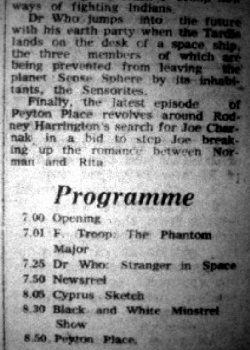 ways of fighting Indians
Dr Who jumps into the future
with his earth party when the Tardis
lands on the desk of a space ship,
the three members of which are
being prevented from leaving the
planet Sense Sphere by its inhabi-
tants, the Sensorites.
Finally, the latest episode of
Peyton Place revolves around Rod-
ney Harrington's search for Joe Char-
nak in a bid to stop Joe break-
ing up the romance between Nor-
man and Rita
Programme
7.00 Opening
7.01 F. Troop: The Phantom
Major
7.25 Dr Who: Stranger in Space
7.50 Newsreel
8.05 Cyprus Sketch
8.30 Black and White Minstrel
Show
8.50 Peyton Place.